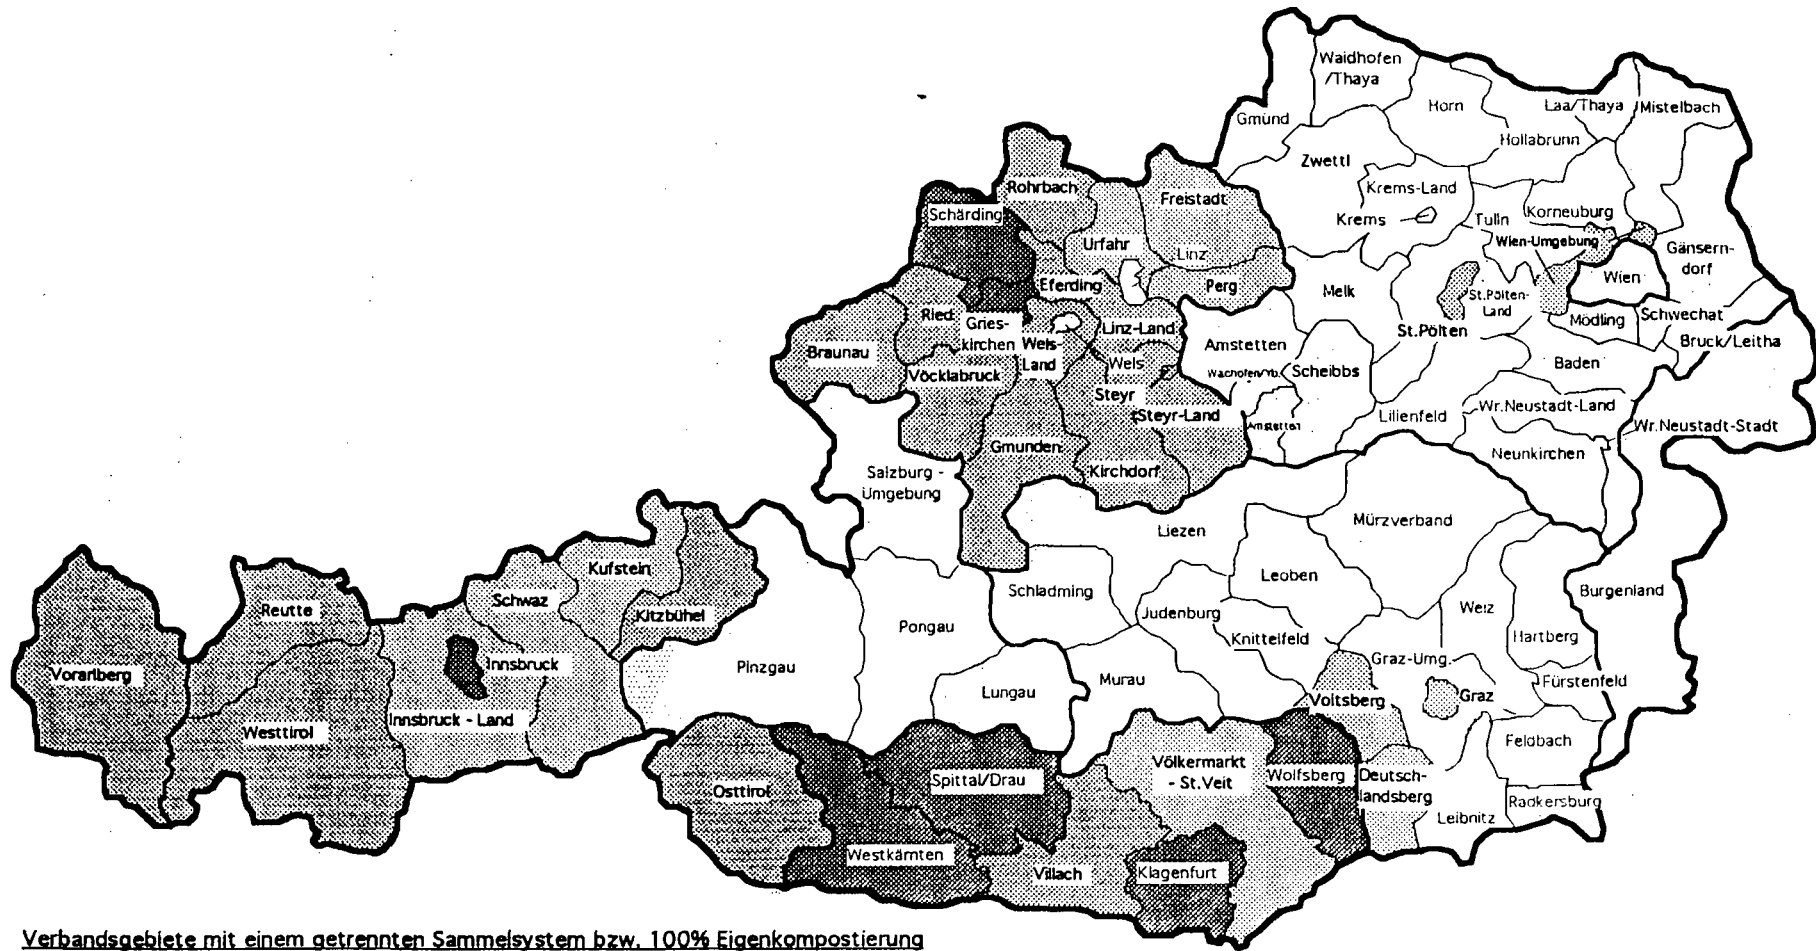 Waidhofen
/Thaya
Horn
Laa/Thaya
Mistelbach
Gmünd
Hollabrunn
Zwettl
Rohrbach
Krems-Land
Freistadt
Schärding
Krems
Tulln
Korneuburg
Urfahr
Wien-Umgebung
Linz
Gänsern-
dorf
Eferding
Perg
Melk
Wien
St.Pölten-
Land
Ried
Gries-
kirchen
Linz-Land
St.Pölten
Mödling
Schwechat
Wels-
Land
Amstetten
Bruck/Leitha
Braunau
Wels
Baden
Vöcklabruck
Scheibbs
Steyr
Steyr-Land
Lilienfeld
Wr.Neustadt-Land
Amstetten
Wr.Neustadt-Stadt
Gmunden
Neunkirchen
Salzburg -
Umgebung
Kirchdorf
Liezen
Mürzverband
Kufstein
Leoben
Schladming
Burgenland
Reutte
Schwaz
Kitzbühel
Judenburg
Weiz
Pongau
Knittelfeld
Hartberg
Vorarlberg
Innsbruck
Pinzgau
Graz-Umg.
Lungau
Murau
Fürstenfeld
Voitsberg
Graz
Innsbruck - Land
Westtirol
Feldbach
Völkermarkt
- St.Veit
Osttirol
Spittal/Drau
Wolfsberg
Deutsch-
landsberg
Radkersburg
Leibnitz
Westkärnten
Villach
Klagenfurt
Verbandsgebiete mit einem getrennten Sammelsystem bzw. 100% Eigenkompostierung